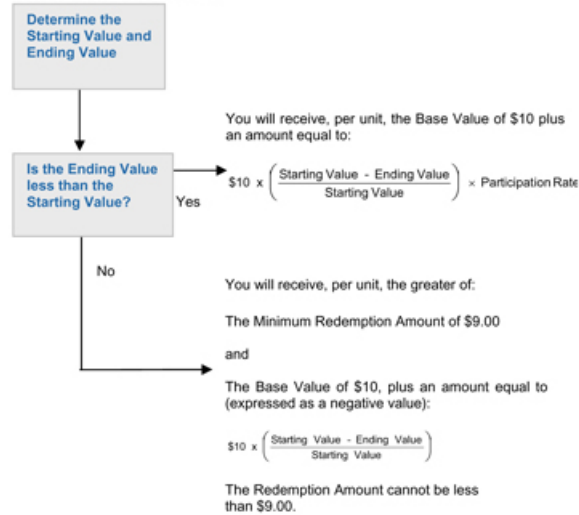 Determine the
Starting Value and
Ending Value
You will receive, per unit, the Base Value of $10 plus
an amount equal to:
Is the Ending Value
less than the
Starting Value?
Yes
$10 x ( Starting Value - Ending Value
Starting Value ) × Participation Rate
No
You will receive, per unit, the greater of:
The Minimum Redemption Amount of $9.00
and
The Base Value of $10, plus an amount equal to
(expressed as a negative value):
$10 x ( Starting Value - Ending Value
Starting Value )
The Redemption Amount cannot be less
than $9.00.